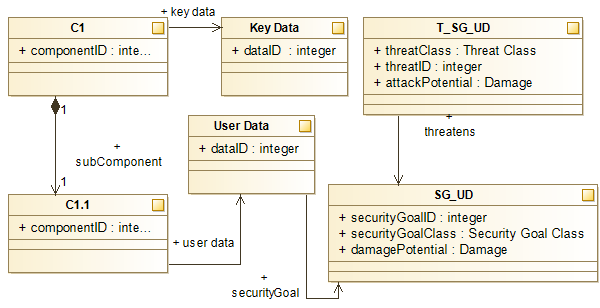 C1
+ componentID : inte...
+ key data
Key Data
+ dataID : integer
T_SG_UD
+ threatClass : Threat Class
+ threatID : integer
+ attackPotential : Damage
1
+
subComponent
1
User Data
+ dataID : integer
+
threatens
C1.1
+ componentID : inte...
+ user data
SG_UD
+ securityGoalID : integer
+ securityGoalClass : Security Goal Class
+ damagePotential : Damage
+
securityGoal